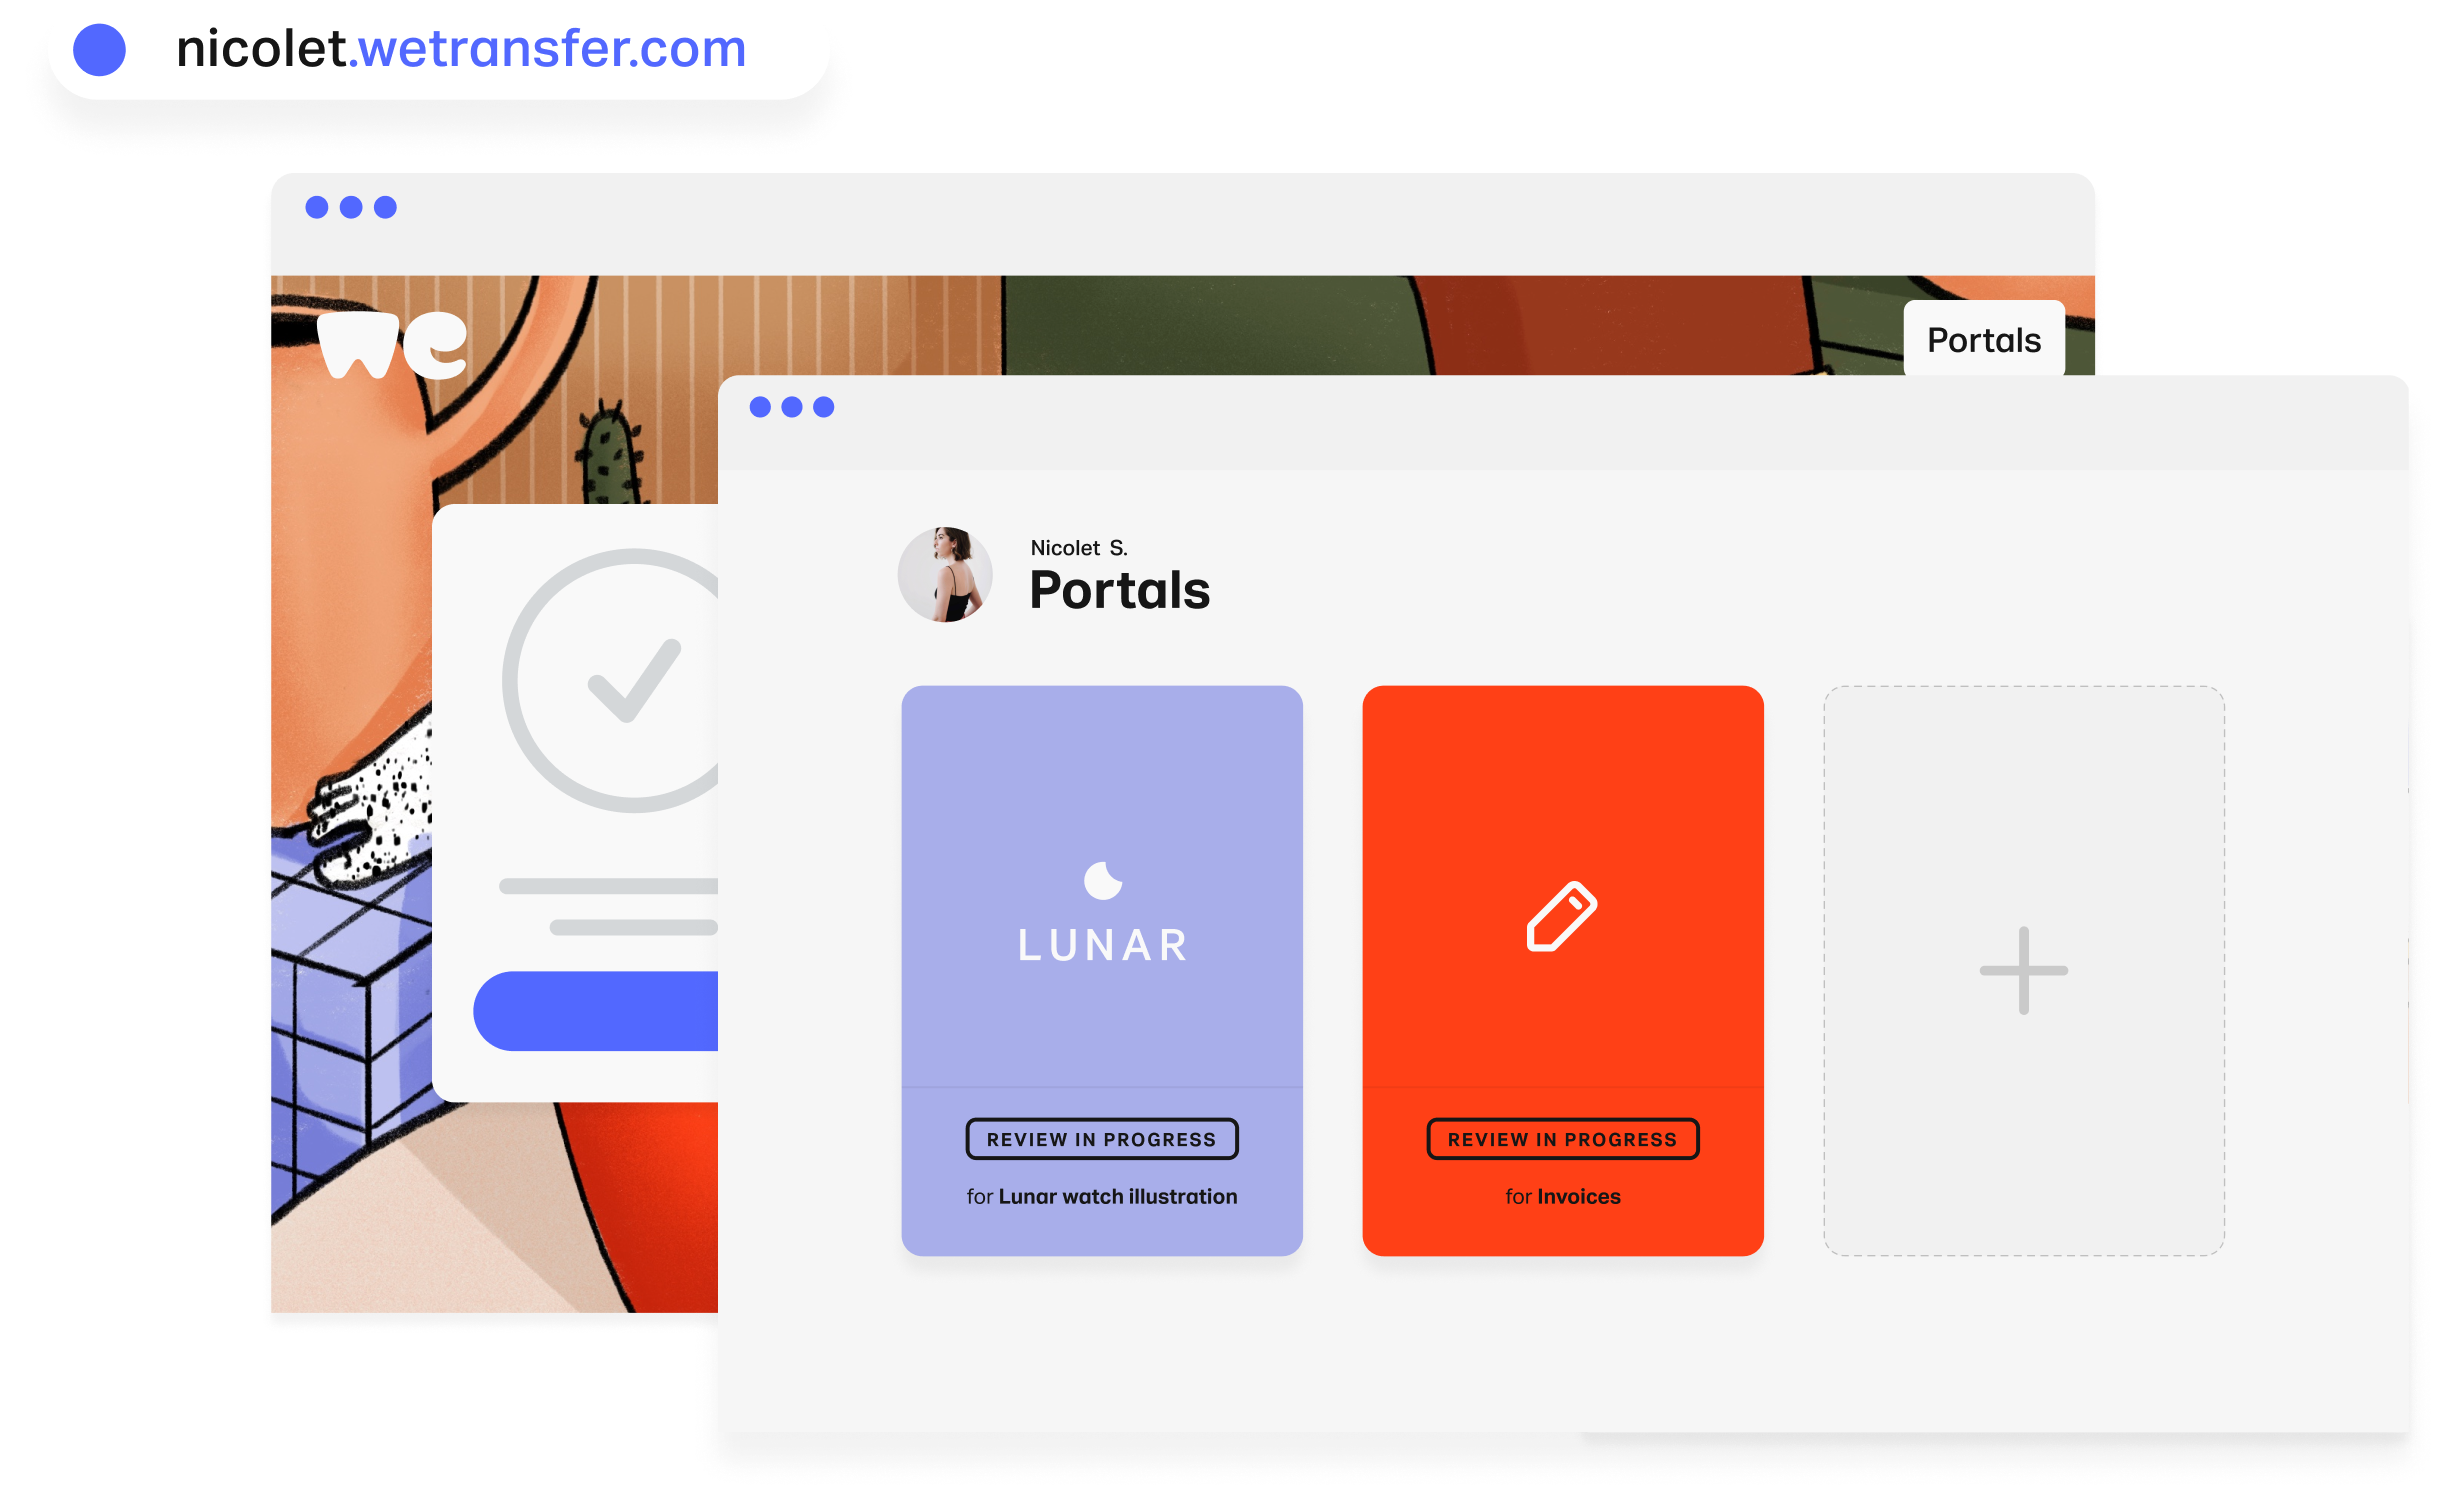 nicolet.wetransfer.com
we
Portals
Nicolet S.
Portals
LUNAR
REVIEW IN PROGRESS
for Lunar watch illustration
REVIEW IN PROGRESS
for Invoices